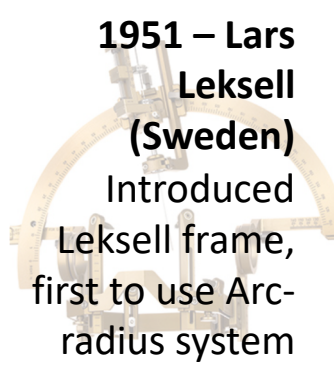 1951 – Lars
Leksell
(Sweden)
Introduced
Leksell frame,
first to use Arc-
radius system